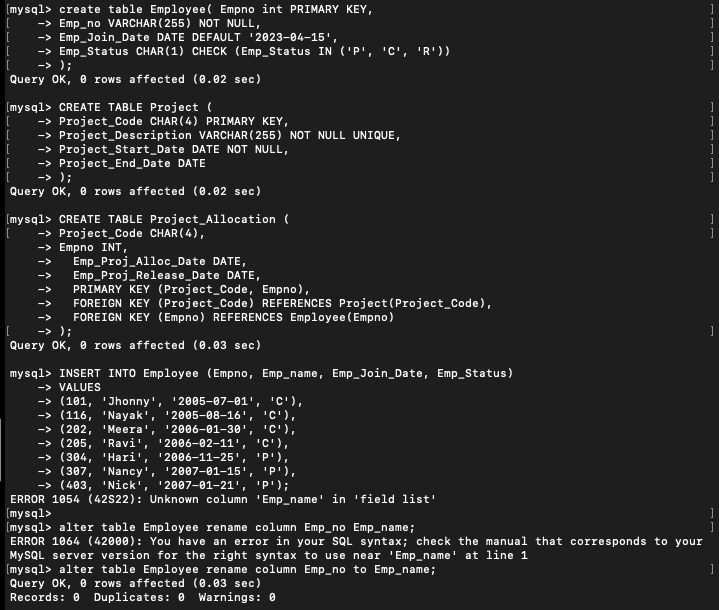 [mysql> create table Employee( Empno int PRIMARY KEY, ]
[    -> Emp_no VARCHAR(255) NOT NULL, ]
[    -> Emp_Join_Date DATE DEFAULT '2023-04-15', ]
[    -> Emp_Status CHAR(1) CHECK (Emp_Status IN ('P', 'C', 'R')) ]
[    -> ); ]
Query OK, 0 rows affected (0.02 sec)

[mysql> CREATE TABLE Project ( ]
[    -> Project_Code CHAR(4) PRIMARY KEY, ]
[    -> Project_Description VARCHAR(255) NOT NULL UNIQUE, ]
[    -> Project_Start_Date DATE NOT NULL, ]
[    -> Project_End_Date DATE ]
[    -> ); ]
Query OK, 0 rows affected (0.02 sec)

[mysql> CREATE TABLE Project_Allocation ( ]
[    -> Project_Code CHAR(4), ]
    -> Empno INT,
    ->   Emp_Proj_Alloc_Date DATE,
    ->   Emp_Proj_Release_Date DATE,
    ->   PRIMARY KEY (Project_Code, Empno),
    ->   FOREIGN KEY (Project_Code) REFERENCES Project(Project_Code),
    ->   FOREIGN KEY (Empno) REFERENCES Employee(Empno)
[    -> ); ]
Query OK, 0 rows affected (0.03 sec)

mysql> INSERT INTO Employee (Empno, Emp_name, Emp_Join_Date, Emp_Status)
    -> VALUES
    -> (101, 'Jhonny', '2005-07-01', 'C'),
    -> (116, 'Nayak', '2005-08-16', 'C'),
    -> (202, 'Meera', '2006-01-30', 'C'),
    -> (205, 'Ravi', '2006-02-11', 'C'),
    -> (304, 'Hari', '2006-11-25', 'P'),
    -> (307, 'Nancy', '2007-01-15', 'P'),
    -> (403, 'Nick', '2007-01-21', 'P');
ERROR 1054 (42S22): Unknown column 'Emp_name' in 'field list'
[mysql> ]
[mysql> alter table Employee rename column Emp_no Emp_name; ]
ERROR 1064 (42000): You have an error in your SQL syntax; check the manual that corresponds to your
MySQL server version for the right syntax to use near 'Emp_name' at line 1
[mysql> alter table Employee rename column Emp_no to Emp_name; ]
Query OK, 0 rows affected (0.03 sec)
Records: 0  Duplicates: 0  Warnings: 0